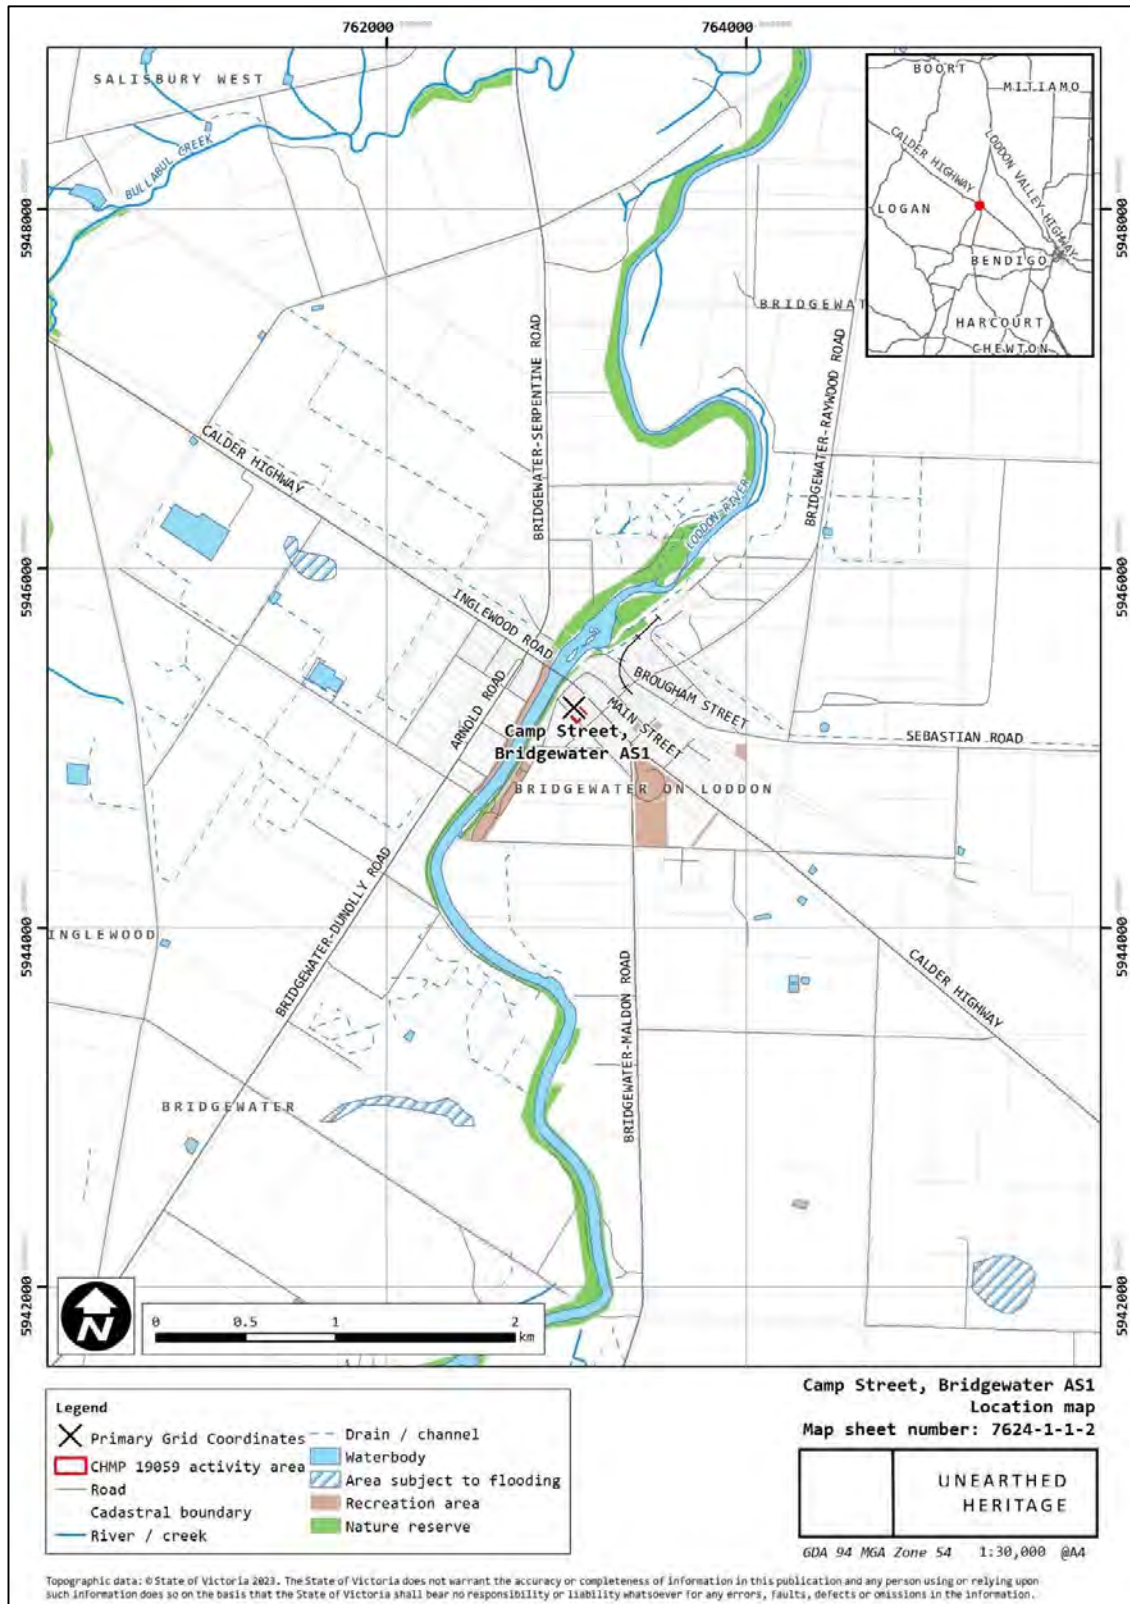 762000
764000
SALISBURY WEST
BULLABUL CREEK
BOORT
MITIAMO
CALDER HIGHWAY
LODDON VALLEY HIGHWAY
LOGAN
BENDIGO
HARCOURT
CHEWTON
5948000
5948000
BRIDGEWAT
BRIDGEWATER-SERPENTINE ROAD
BRIDGEWATER-RAYWOOD ROAD
CALDER HIGHWAY
LODDON RIVER
5946000
5946000
INGLEWOOD ROAD
ARNOLD ROAD
BROUGHAM STREET
MAIN STREET
SEBASTIAN ROAD
Camp Street,
Bridgewater AS1
BRIDGEWATER ON LODDON
BRIDGEWATER-DUNOLLY ROAD
INGLEWOOD
5944000
5944000
BRIDGEWATER-MALDON ROAD
CALDER HIGHWAY
BRIDGEWATER
5942000
5942000
N
0 0.5 1 2
km
Camp Street, Bridgewater AS1
Location map
Map sheet number: 7624-1-1-2
Legend
Primary Grid Coordinates
CHMP 19059 activity area
Road
Cadastral boundary
River / creek
Drain / channel
Waterbody
Area subject to flooding
Recreation area
Nature reserve
UNEARTHED
HERITAGE
GDA 94 MGA Zone 54 1:30,000 @A4
Topographic data: © State of Victoria 2023. The State of Victoria does not warrant the accuracy or completeness of information in this publication and any person using or relying upon
such information does so on the basis that the State of Victoria shall bear no responsibility or liability whatsoever for any errors, faults, defects or omissions in the information.